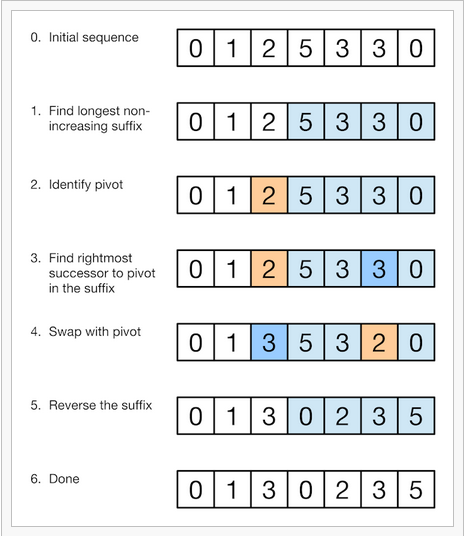 0. Initial sequence
0 1 2 5 3 3 0
1. Find longest non-
increasing suffix
0 1 2 5 3 3 0
2. Identify pivot
0 1 2 5 3 3 0
3. Find rightmost
successor to pivot
in the suffix
0 1 2 5 3 3 0
4. Swap with pivot
0 1 3 5 3 2 0
5. Reverse the suffix
0 1 3 0 2 3 5
6. Done
0 1 3 0 2 3 5